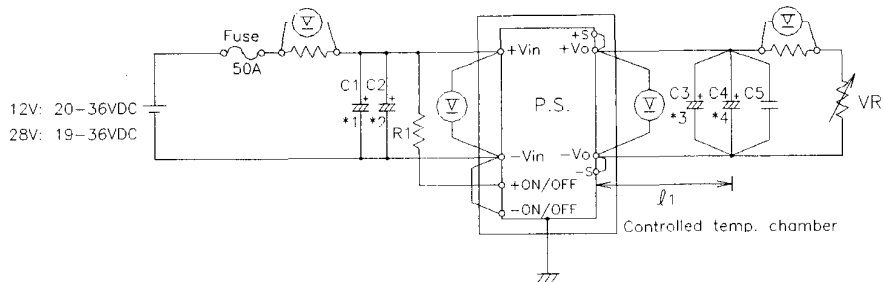 Fuse
50A
12V: 20-36VDC
28V: 19-36VDC
C1
+
*1
C2
+
*2
R1
V
V
+Vin
-Vin
+ON/OFF
-ON/OFF
P.S.
+S
+Vo
-Vo
-S
V
V
C3
+
*3
C4
+
*4
C5
VR
ℓ1
Controlled temp. chamber